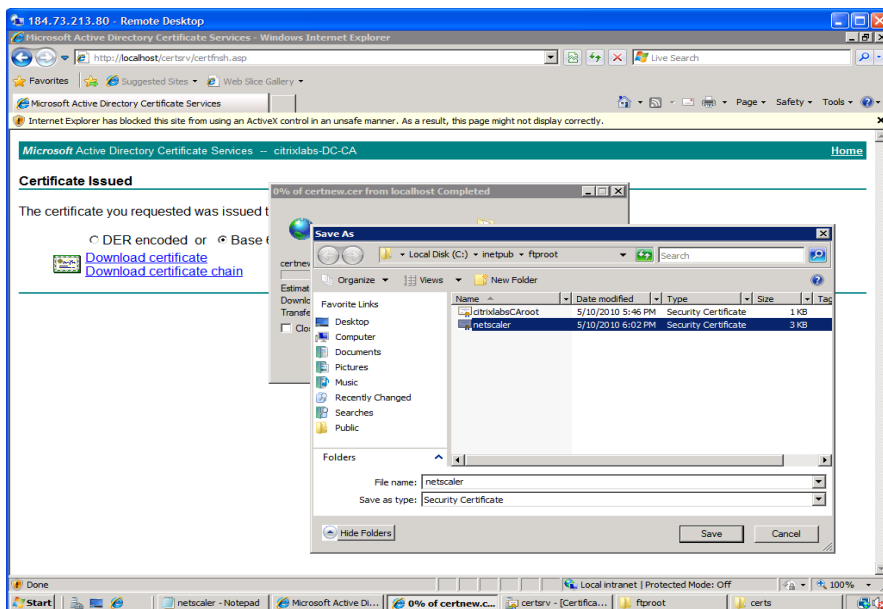 184.73.213.80 - Remote Desktop
Microsoft Active Directory Certificate Services - Windows Internet Explorer
http://localhost/certsrv/certfnsh.asp
Live Search
Favorites
Suggested Sites
Web Slice Gallery
Microsoft Active Directory Certificate Services
Page
Safety
Tools
Internet Explorer has blocked this site from using an ActiveX control in an unsafe manner. As a result, this page might not display correctly.
Microsoft Active Directory Certificate Services -- citrixlabs-DC-CA
Home
Certificate Issued
0% of certnew.cer from localhost Completed
The certificate you requested was issued t
DER encoded or Base 6
Download certificate
Download certificate chain
certnew
Estimat
Downlo
Transfe
Clo
Save As
Local Disk (C:) inetpub ftproot
Search
Organize Views New Folder
Favorite Links
Desktop
Computer
Documents
Pictures
Music
Recently Changed
Searches
Public
Folders
Name Date modified Type Size Tag
citrixlabsCAroot 5/10/2010 5:46 PM Security Certificate 1 KB
netscaler 5/10/2010 6:02 PM Security Certificate 3 KB
File name: netscaler
Save as type: Security Certificate
Hide Folders
Save
Cancel
Done
Local intranet | Protected Mode: Off
100%
Start
netscaler - Notepad
Microsoft Active Di...
0% of certnew.c...
certsrv - [Certifica...
ftproot
certs